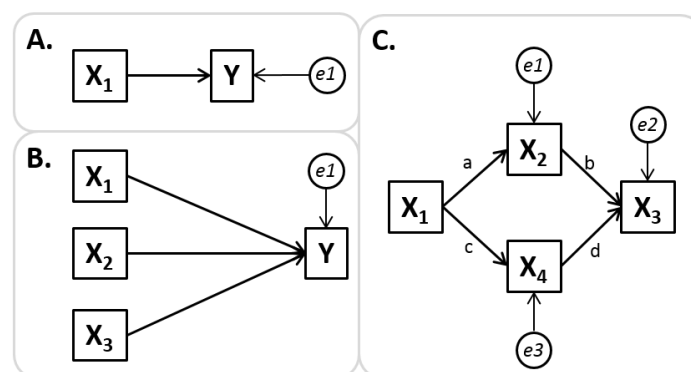 A.
X₁
Y
e1
B.
X₁
X₂
X₃
e1
Y
C.
e1
X₂
e2
a
b
X₁
X₃
c
d
X₄
e3